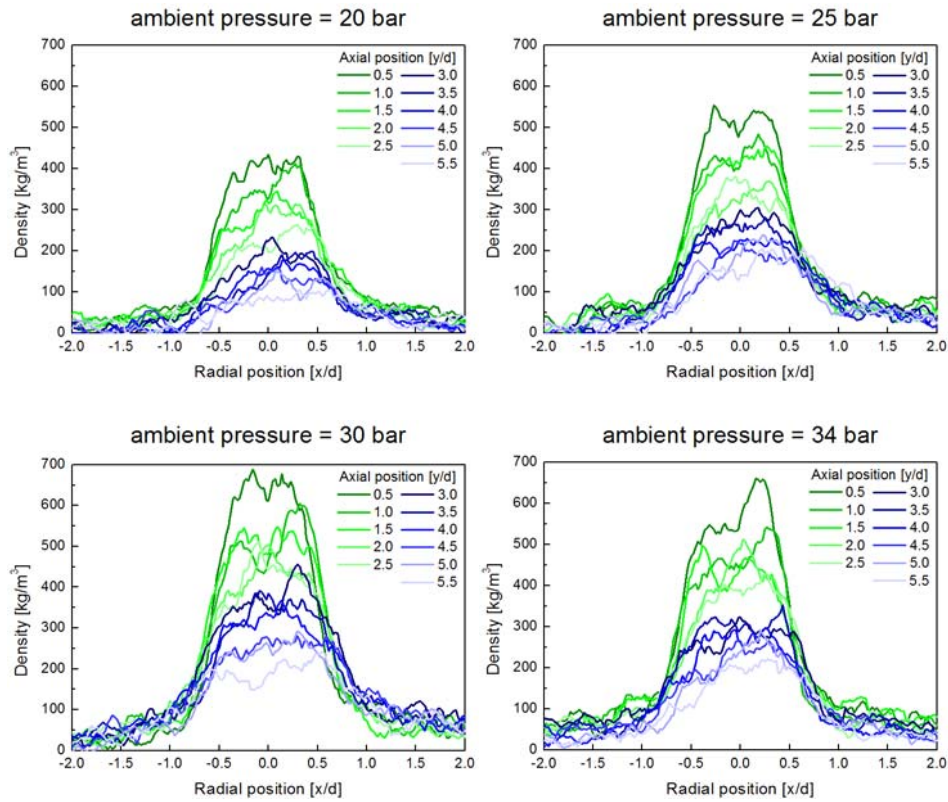 ambient pressure = 20 bar
700
600
500
400
300
200
100
0
Density [kg/m³]
Axial position [y/d]
0.5 3.0
1.0 3.5
1.5 4.0
2.0 4.5
2.5 5.0
5.5
-2.0 -1.5 -1.0 -0.5 0.0 0.5 1.0 1.5 2.0
Radial position [x/d]
ambient pressure = 25 bar
700
600
500
400
300
200
100
0
Density [kg/m³]
Axial position [y/d]
0.5 3.0
1.0 3.5
1.5 4.0
2.0 4.5
2.5 5.0
5.5
-2.0 -1.5 -1.0 -0.5 0.0 0.5 1.0 1.5 2.0
Radial position [x/d]
ambient pressure = 30 bar
700
600
500
400
300
200
100
0
Density [kg/m³]
Axial position [y/d]
0.5 3.0
1.0 3.5
1.5 4.0
2.0 4.5
2.5 5.0
5.5
-2.0 -1.5 -1.0 -0.5 0.0 0.5 1.0 1.5 2.0
Radial position [x/d]
ambient pressure = 34 bar
700
600
500
400
300
200
100
0
Density [kg/m³]
Axial position [y/d]
0.5 3.0
1.0 3.5
1.5 4.0
2.0 4.5
2.5 5.0
5.5
-2.0 -1.5 -1.0 -0.5 0.0 0.5 1.0 1.5 2.0
Radial position [x/d]